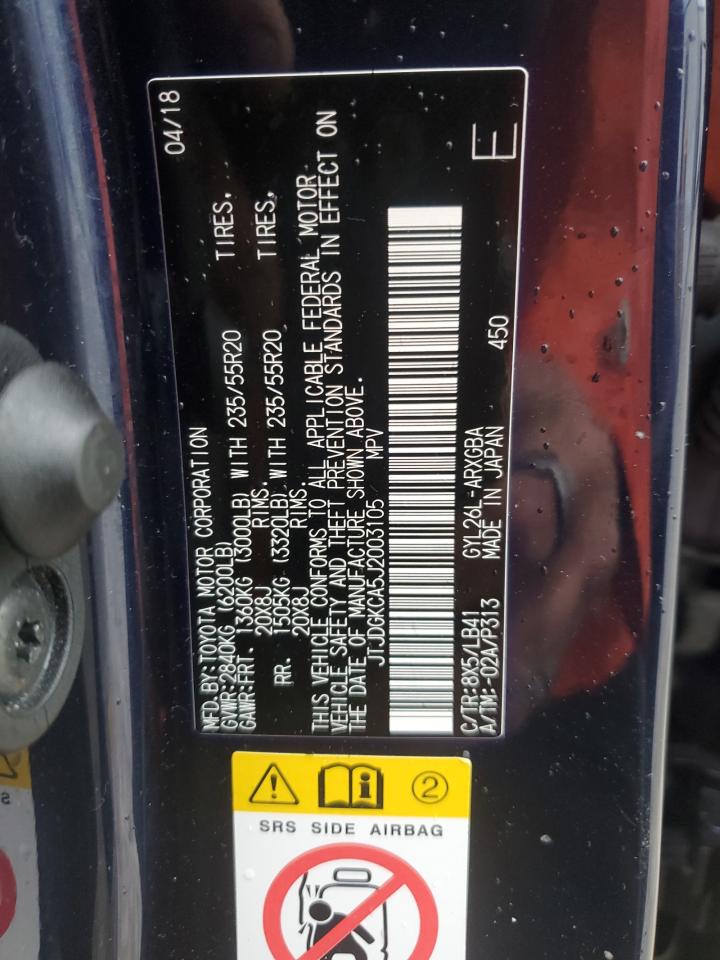 MFD. BY: TOYOTA MOTOR CORPORATION 04/18
GVWR: 2840KG (6200LB)
GAWR: FRT. 1360KG (3000LB) WITH 235/55R20 TIRES,
20X8J RIMS.
RR. 1505KG (3320LB) WITH 235/55R20 TIRES,
20X8J RIMS.
THIS VEHICLE CONFORMS TO ALL APPLICABLE FEDERAL MOTOR
VEHICLE SAFETY AND THEFT PREVENTION STANDARDS IN EFFECT ON
THE DATE OF MANUFACTURE SHOWN ABOVE.
JTJDGKCA5J2003105 MPV
C/TR: 8X5/LB41 GYL26L-ARXGBA E
A/TM: -02A/P313 MADE IN JAPAN 450
2
SRS SIDE AIRBAG
S